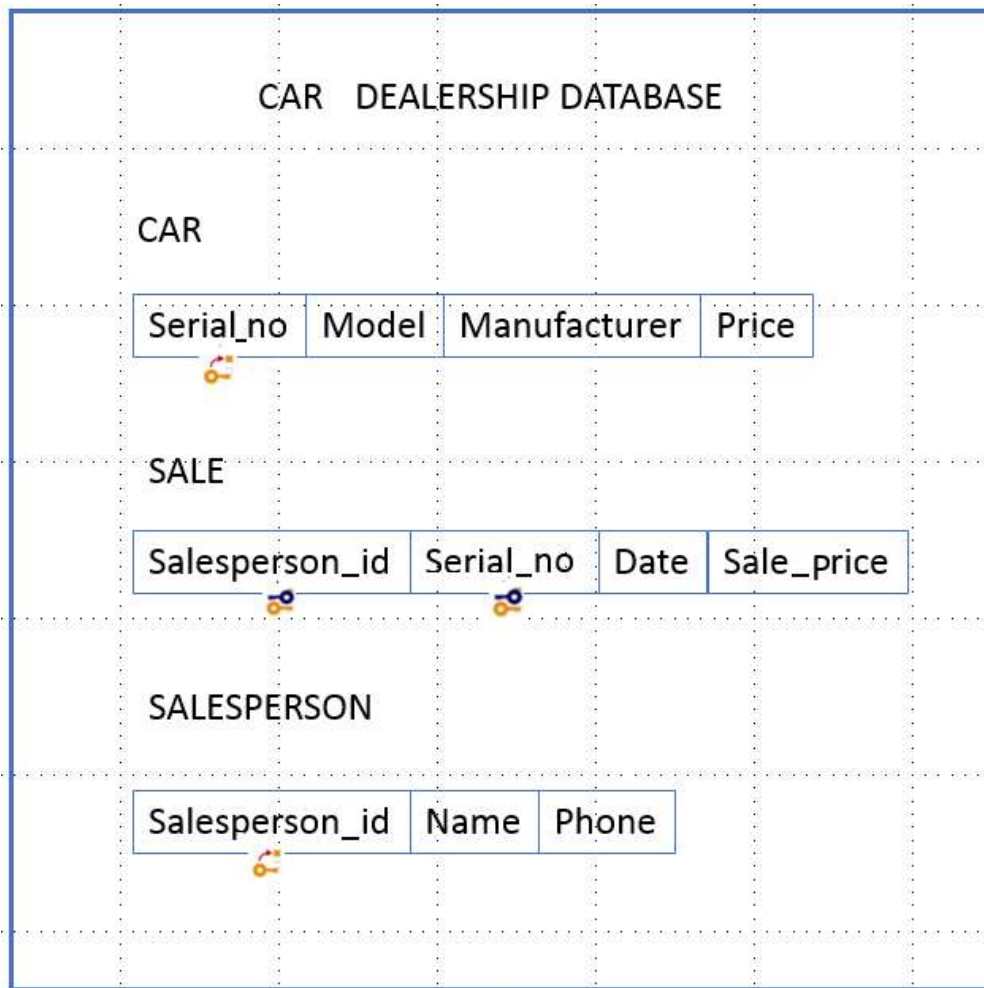 CAR DEALERSHIP DATABASE
CAR
Serial_no Model Manufacturer Price
SALE
Salesperson_id Serial_no Date Sale_price
SALESPERSON
Salesperson_id Name Phone